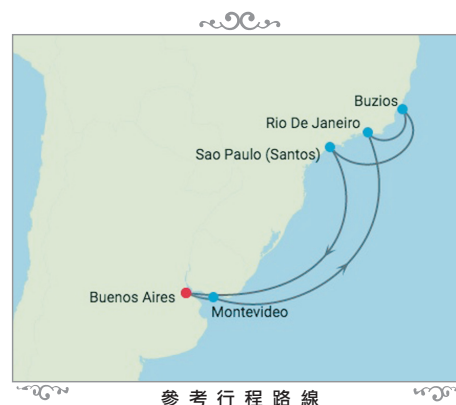 Buzios
Rio De Janeiro
Sao Paulo (Santos)
Buenos Aires
Montevideo
參考行程路線